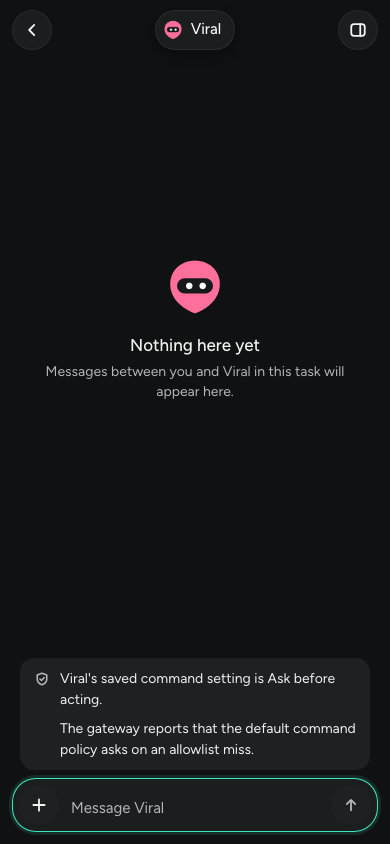 Viral
Nothing here yet
Messages between you and Viral in this task will
appear here.
Viral's saved command setting is Ask before
acting.
The gateway reports that the default command
policy asks on an allowlist miss.
Message Viral